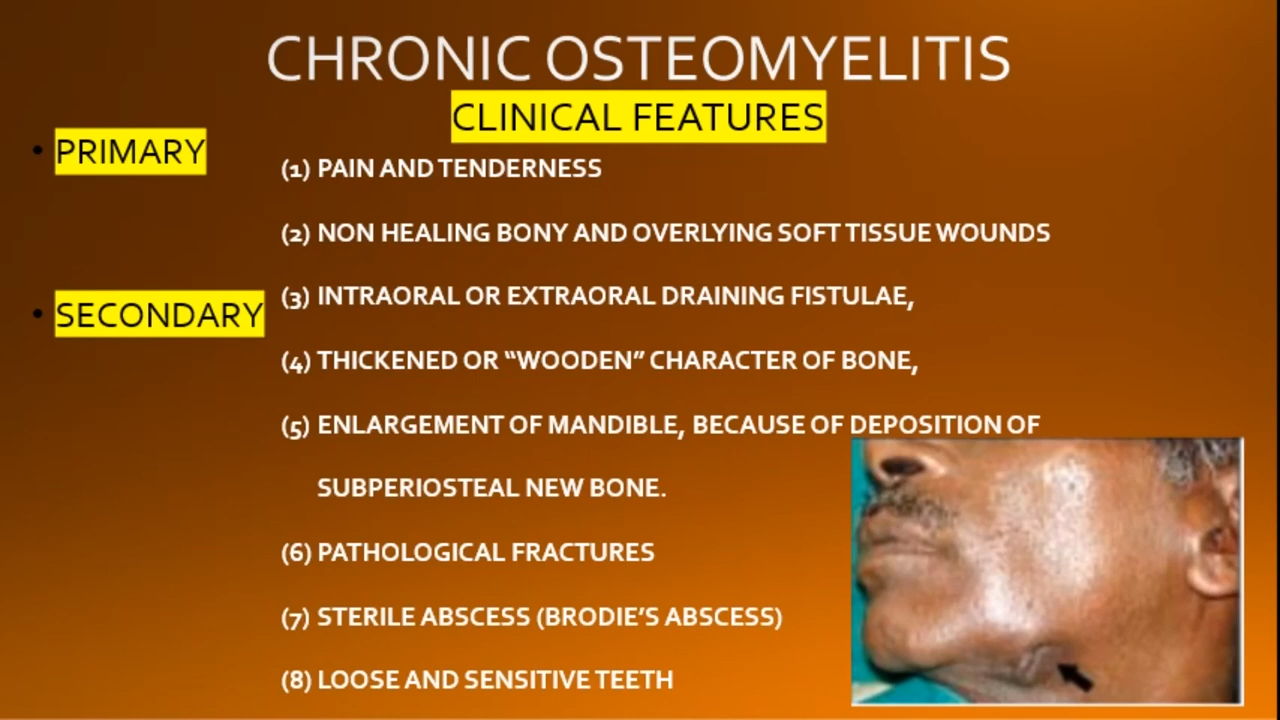 CHRONIC OSTEOMYELITIS
CLINICAL FEATURES
• PRIMARY
• SECONDARY
(1) PAIN AND TENDERNESS
(2) NON HEALING BONY AND OVERLYING SOFT TISSUE WOUNDS
(3) INTRAORAL OR EXTRAORAL DRAINING FISTULAE,
(4) THICKENED OR “WOODEN” CHARACTER OF BONE,
(5) ENLARGEMENT OF MANDIBLE, BECAUSE OF DEPOSITION OF
SUBPERIOSTEAL NEW BONE.
(6) PATHOLOGICAL FRACTURES
(7) STERILE ABSCESS (BRODIE’S ABSCESS)
(8) LOOSE AND SENSITIVE TEETH